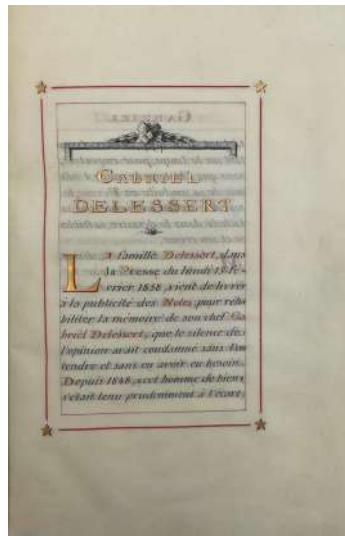 GABRIEL
DELESSERT
La famille Delessert, dans
la Presse du lundi 15 fé-
vrier 1858, vient de livrer
à la publicité des Notes pour réha
biliter la mémoire de son chef Ga
briel Delessert, que le silence de
l'opinion avait condamné sans l'en
tendre et sans en avoir eu besoin.
Depuis 1848, cet homme de bien
s'était tenu prudemment à l'écart,